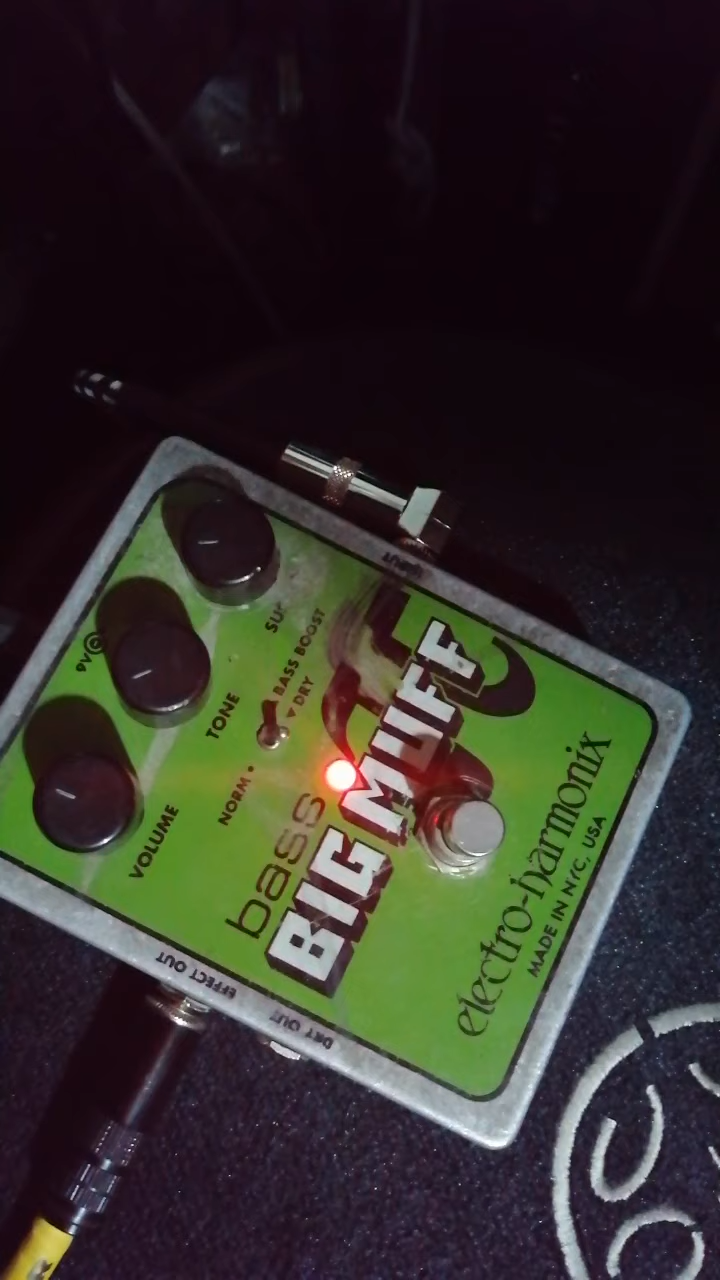 INPUT
9V
VOLUME
TONE
BASS BOOST
DRY
NORM
bass
BIG MUFF
π
electro-harmonix
MADE IN NYC, USA
EFFECT OUT
DRY OUT